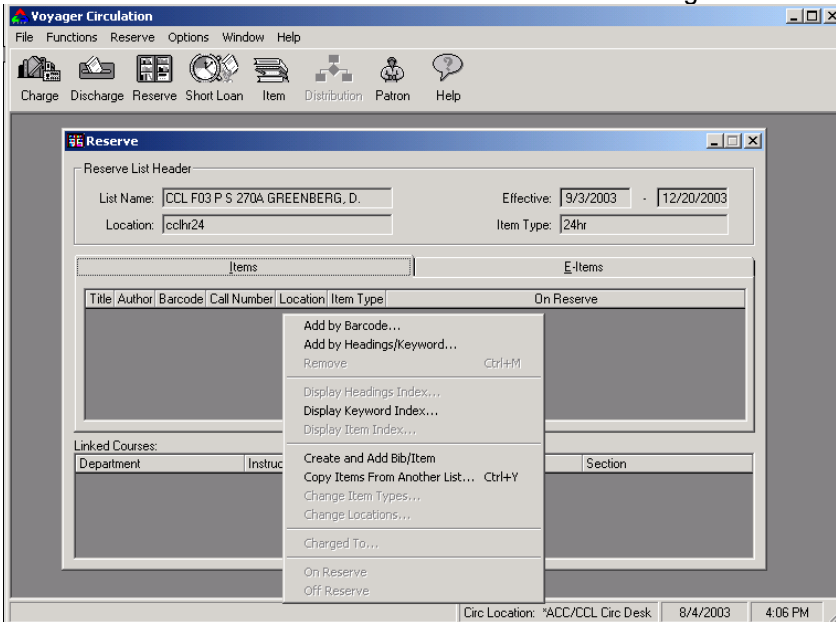 Voyager Circulation
File Functions Reserve Options Window Help
Charge Discharge Reserve Short Loan Item Distribution Patron Help
Reserve
Reserve List Header
List Name: CCL F03 P S 270A GREENBERG, D. Effective: 9/3/2003 - 12/20/2003
Location: cclhr24 Item Type: 24hr
Items E-Items
Title Author Barcode Call Number Location Item Type On Reserve
Add by Barcode...
Add by Headings/Keyword...
Remove Ctrl+M
Display Headings Index...
Display Keyword Index...
Display Item Index...
Linked Courses:
Create and Add Bib/Item
Department Instruc Section
Copy Items From Another List... Ctrl+Y
Change Item Types...
Change Locations...
Charged To...
On Reserve
Off Reserve
Circ Location: *ACC/CCL Circ Desk 8/4/2003 4:06 PM